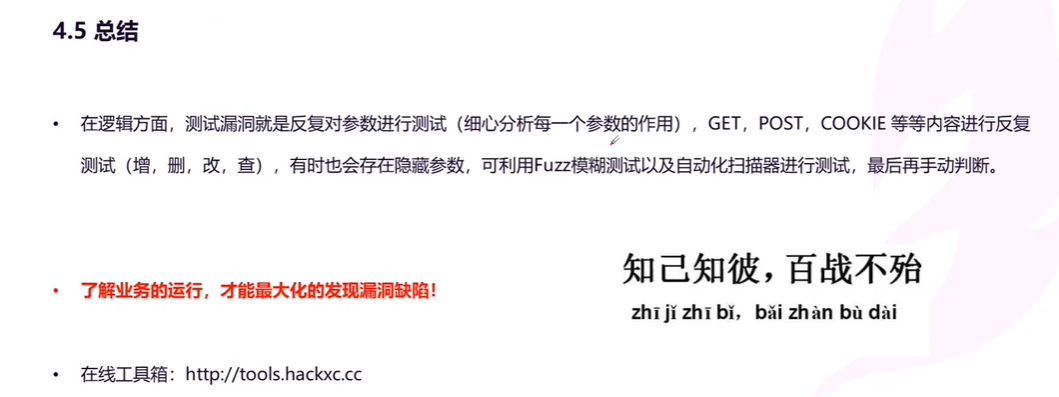 4.5 总结
• 在逻辑方面，测试漏洞就是反复对参数进行测试（细心分析每一个参数的作用），GET，POST，COOKIE 等等内容进行反复
测试（增，删，改，查），有时也会存在隐藏参数，可利用Fuzz模糊测试以及自动化扫描器进行测试，最后再手动判断。
知己知彼，百战不殆
• 了解业务的运行，才能最大化的发现漏洞缺陷！
zhī jǐ zhī bǐ，bǎi zhàn bù dài
• 在线工具箱：http://tools.hackxc.cc